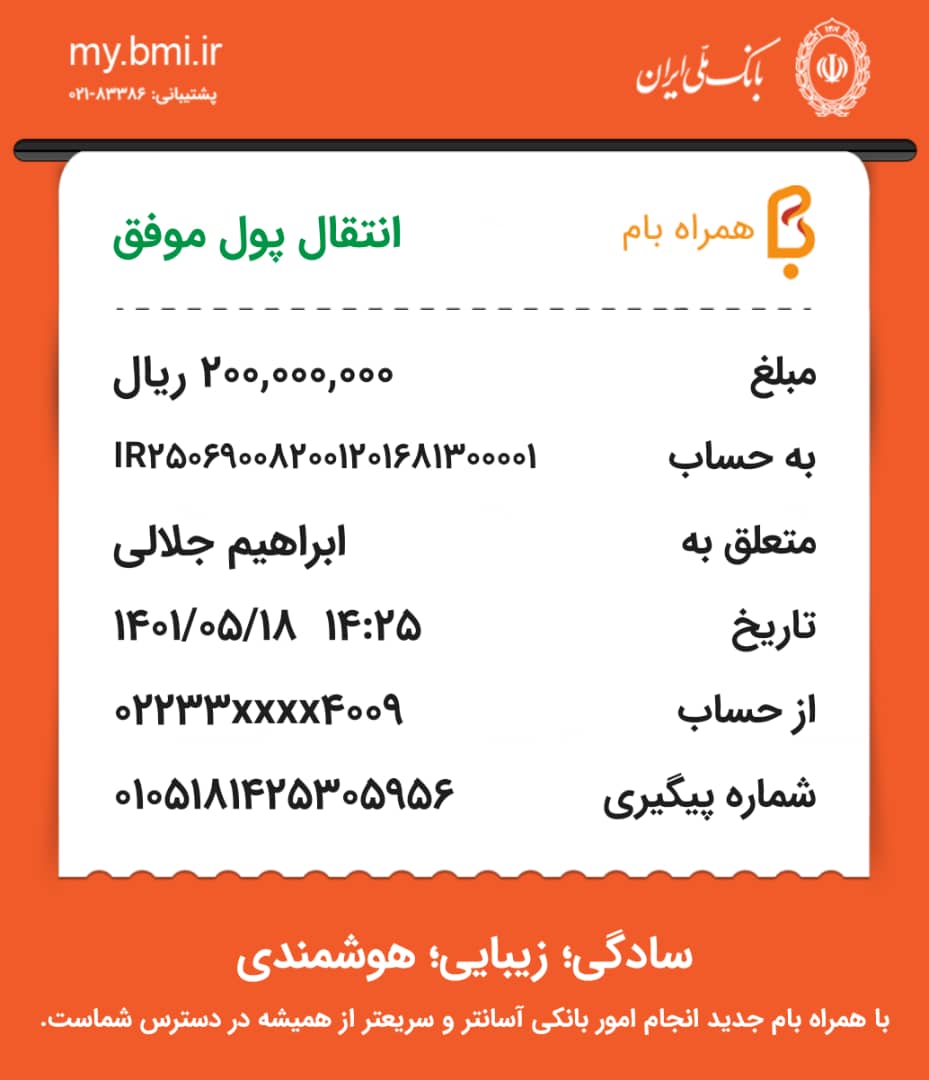 بانک ملی ایران
my.bmi.ir
پشتیبانی: ۸۳۳۸۶-۰۲۱
همراه بام
انتقال پول موفق
مبلغ ۲۰۰,۰۰۰,۰۰۰ ریال
به حساب IR۲۵۰۶۹۰۰۸۲۰۰۱۲۰۱۶۸۱۳۰۰۰۰۱
متعلق به ابراهیم جلالی
تاریخ ۱۴۰۱/۰۵/۱۸ ۱۴:۲۵
از حساب ۰۲۲۳۳xxxx۴۰۰۹
شماره پیگیری ۰۱۰۵۱۸۱۴۲۵۳۰۵۹۵۶
سادگی؛ زیبایی؛ هوشمندی
با همراه بام جدید انجام امور بانکی آسانتر و سریعتر از همیشه در دسترس شماست.